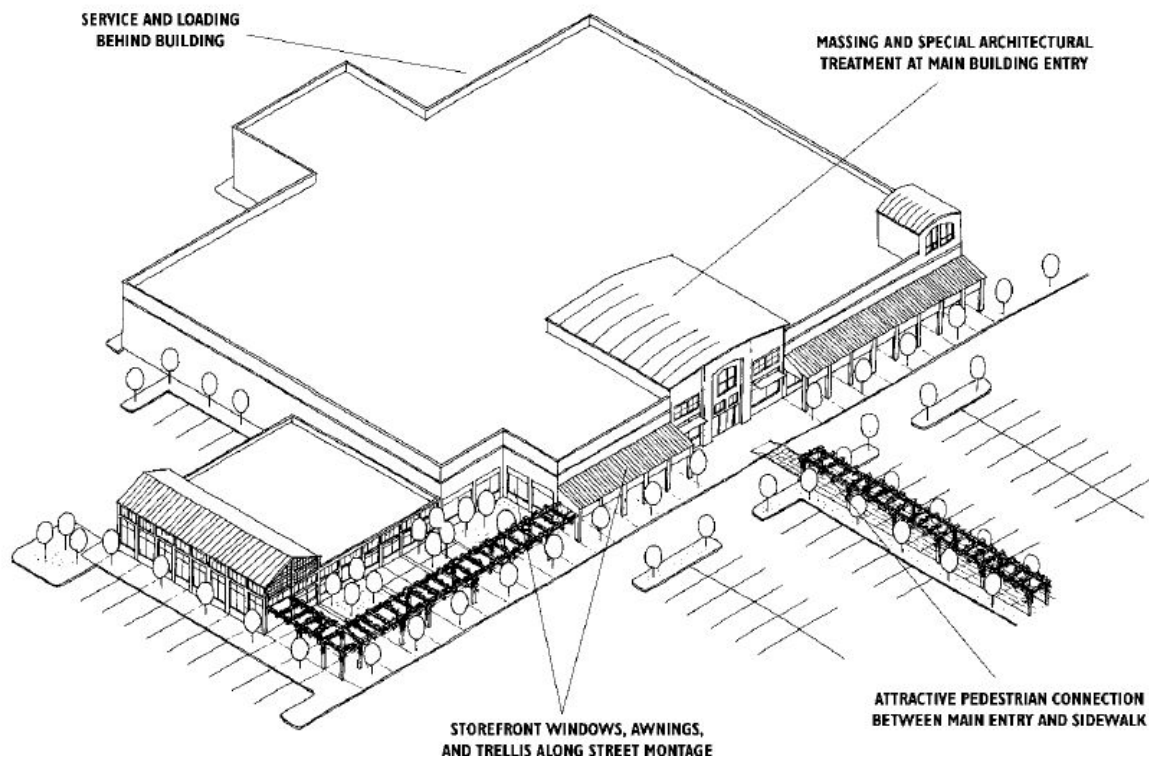 SERVICE AND LOADING
BEHIND BUILDING
MASSING AND SPECIAL ARCHITECTURAL
TREATMENT AT MAIN BUILDING ENTRY
ATTRACTIVE PEDESTRIAN CONNECTION
BETWEEN MAIN ENTRY AND SIDEWALK
STOREFRONT WINDOWS, AWNINGS,
AND TRELLIS ALONG STREET MONTAGE